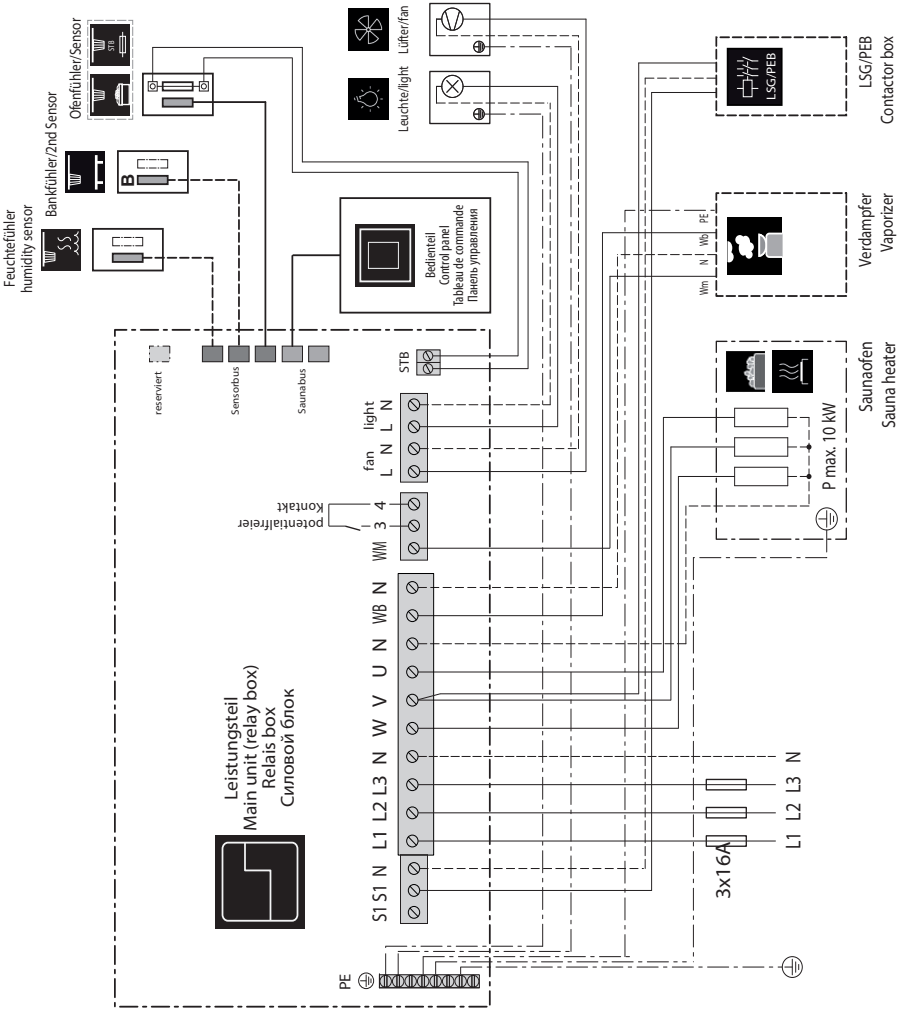 Feuchtefühler
humidity sensor
Bankfühler/2nd Sensor
B
Ofenfühler/Sensor
STB
Leuchte/light
Lüfter/fan
Bedienteil
Control panel
Tableau de commande
Панель управления
LSG/PEB
LSG/PEB
Contactor box
Wm
N
Wb
PE
Verdampfer
Vaporizer
Saunaofen
Sauna heater
P max. 10 kW
reserviert
Sensorbus
Saunabus
STB
light
fan
L N L N
potentialfreier
Kontakt
WM 3 4
Leistungsteil
Main unit (relay box)
Relais box
Силовой блок
S1 S1 N L1 L2 L3 N W V U N WB N
PE
3x16A
L1 L2 L3 N